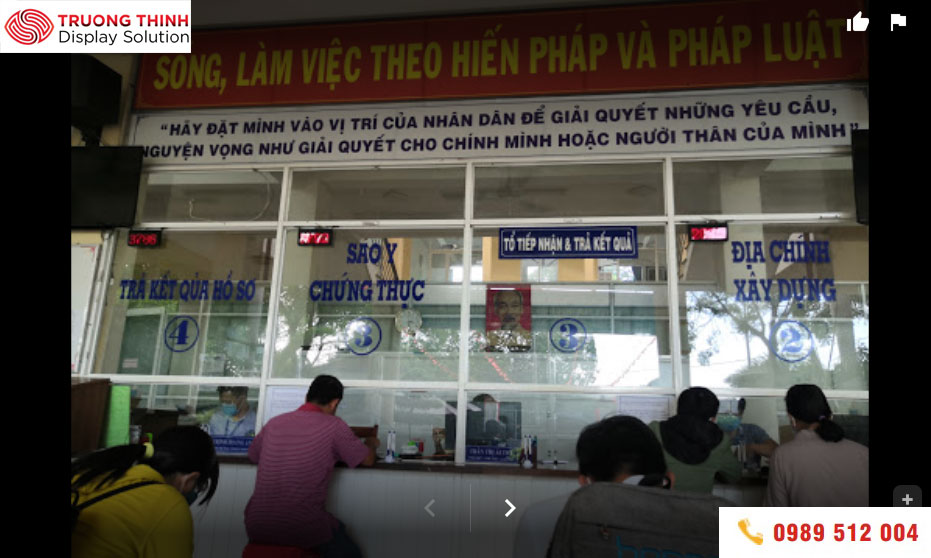 TRUONG THINH
Display Solution
SỐNG, LÀM VIỆC THEO HIẾN PHÁP VÀ PHÁP LUẬT
"HÃY ĐẶT MÌNH VÀO VỊ TRÍ CỦA NHÂN DÂN ĐỂ GIẢI QUYẾT NHỮNG YÊU CẦU,
NGUYỆN VỌNG NHƯ GIẢI QUYẾT CHO CHÍNH MÌNH HOẶC NGƯỜI THÂN CỦA MÌNH"
TỔ TIẾP NHẬN & TRẢ KẾT QUẢ
TRẢ KẾT QỦA HỒ SƠ
4
SAO Y
CHỨNG THỰC
3
3
ĐỊA CHÍNH
XÂY DỰNG
2
0989 512 004